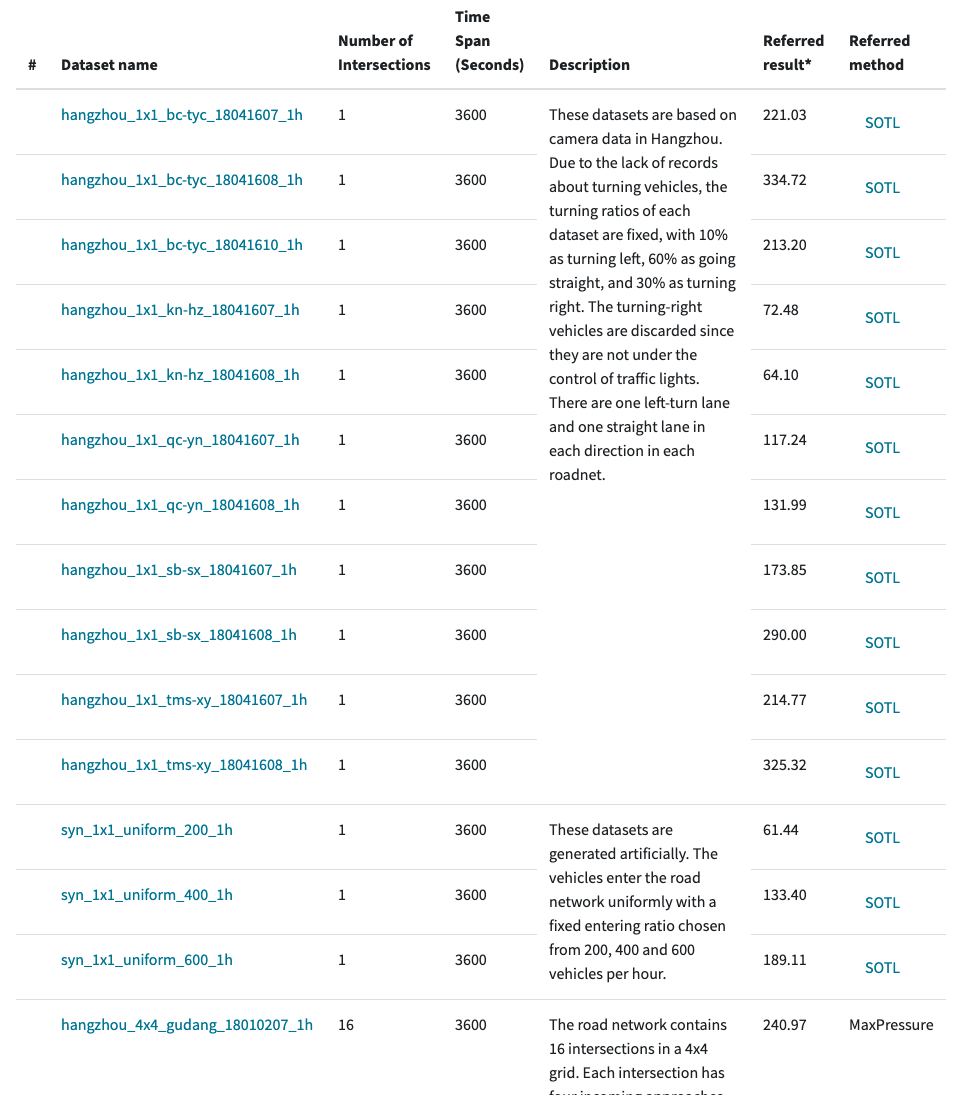 # Dataset name Number of Intersections Time Span (Seconds) Description Referred result* Referred method
hangzhou_1x1_bc-tyc_18041607_1h 1 3600 221.03 SOTL
These datasets are based on
camera data in Hangzhou.
Due to the lack of records
about turning vehicles, the
turning ratios of each
dataset are fixed, with 10%
as turning left, 60% as going
straight, and 30% as turning
right. The turning-right
vehicles are discarded since
they are not under the
control of traffic lights.
There are one left-turn lane
and one straight lane in
each direction in each
roadnet.
hangzhou_1x1_bc-tyc_18041608_1h 1 3600 334.72 SOTL
hangzhou_1x1_bc-tyc_18041610_1h 1 3600 213.20 SOTL
hangzhou_1x1_kn-hz_18041607_1h 1 3600 72.48 SOTL
hangzhou_1x1_kn-hz_18041608_1h 1 3600 64.10 SOTL
hangzhou_1x1_qc-yn_18041607_1h 1 3600 117.24 SOTL
hangzhou_1x1_qc-yn_18041608_1h 1 3600 131.99 SOTL
hangzhou_1x1_sb-sx_18041607_1h 1 3600 173.85 SOTL
hangzhou_1x1_sb-sx_18041608_1h 1 3600 290.00 SOTL
hangzhou_1x1_tms-xy_18041607_1h 1 3600 214.77 SOTL
hangzhou_1x1_tms-xy_18041608_1h 1 3600 325.32 SOTL
syn_1x1_uniform_200_1h 1 3600 61.44 SOTL
These datasets are
generated artificially. The
vehicles enter the road
network uniformly with a
fixed entering ratio chosen
from 200, 400 and 600
vehicles per hour.
syn_1x1_uniform_400_1h 1 3600 133.40 SOTL
syn_1x1_uniform_600_1h 1 3600 189.11 SOTL
hangzhou_4x4_gudang_18010207_1h 16 3600 240.97 MaxPressure
The road network contains
16 intersections in a 4x4
grid. Each intersection has
four incoming approaches